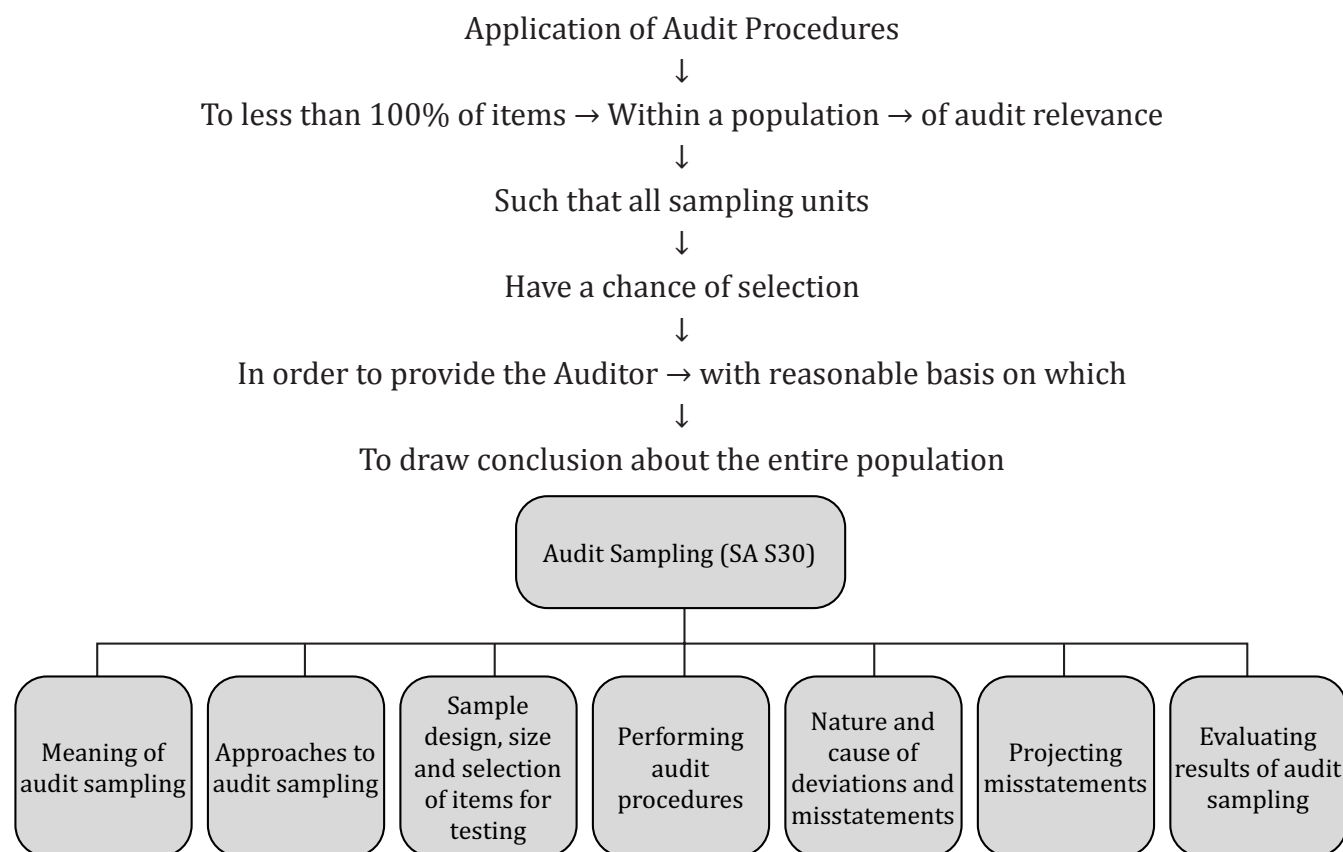 Application of Audit Procedures
↓
To less than 100% of items → Within a population → of audit relevance
↓
Such that all sampling units
↓
Have a chance of selection
↓
In order to provide the Auditor → with reasonable basis on which
↓
To draw conclusion about the entire population
Audit Sampling (SA S30)
Meaning of
audit sampling
Approaches to
audit sampling
Sample
design, size
and selection
of items for
testing
Performing
audit
procedures
Nature and
cause of
deviations and
misstatements
Projecting
misstatements
Evaluating
results of audit
sampling